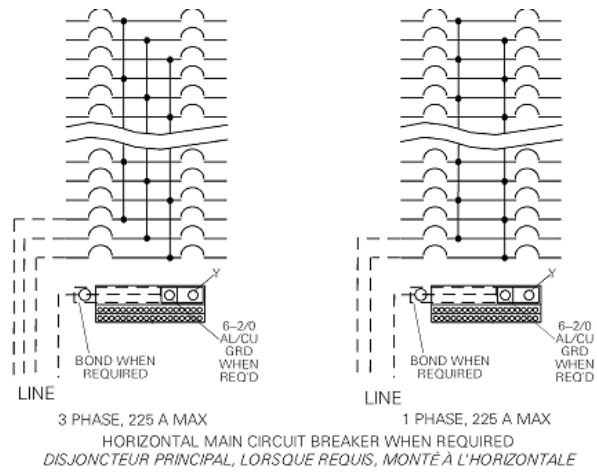 Y
6–2/0
AL/CU
GRD
WHEN
REQ'D
BOND WHEN
REQUIRED
LINE
3 PHASE, 225 A MAX
Y
6–2/0
AL/CU
GRD
WHEN
REQ'D
BOND WHEN
REQUIRED
LINE
1 PHASE, 225 A MAX
HORIZONTAL MAIN CIRCUIT BREAKER WHEN REQUIRED
DISJONCTEUR PRINCIPAL, LORSQUE REQUIS, MONTÉ À L'HORIZONTALE